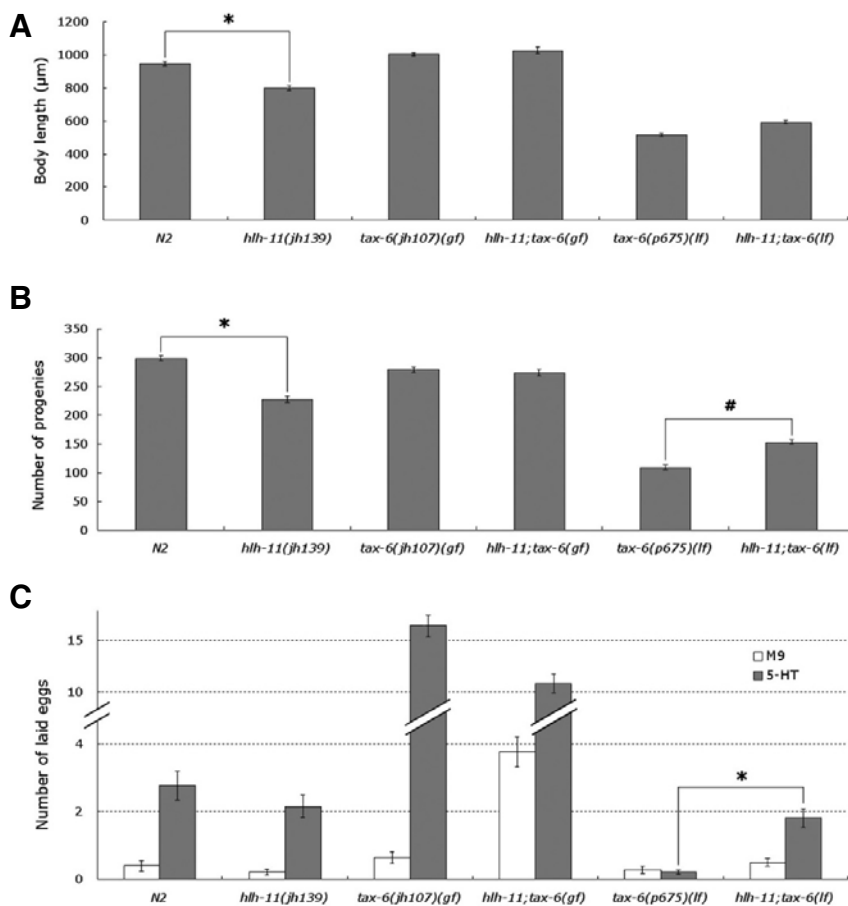 A
1200
1000
800
600
400
200
0
Body length (µm)
*
N2 hlh-11(jh139) tax-6(jh107)(gf) hlh-11;tax-6(gf) tax-6(p675)(lf) hlh-11;tax-6(lf)
B
350
300
250
200
150
100
50
0
Number of progenies
*
#
N2 hlh-11(jh139) tax-6(jh107)(gf) hlh-11;tax-6(gf) tax-6(p675)(lf) hlh-11;tax-6(lf)
C
15
10
4
2
0
Number of laid eggs
M9
5-HT
*
N2 hlh-11(jh139) tax-6(jh107)(gf) hlh-11;tax-6(gf) tax-6(p675)(lf) hlh-11;tax-6(lf)